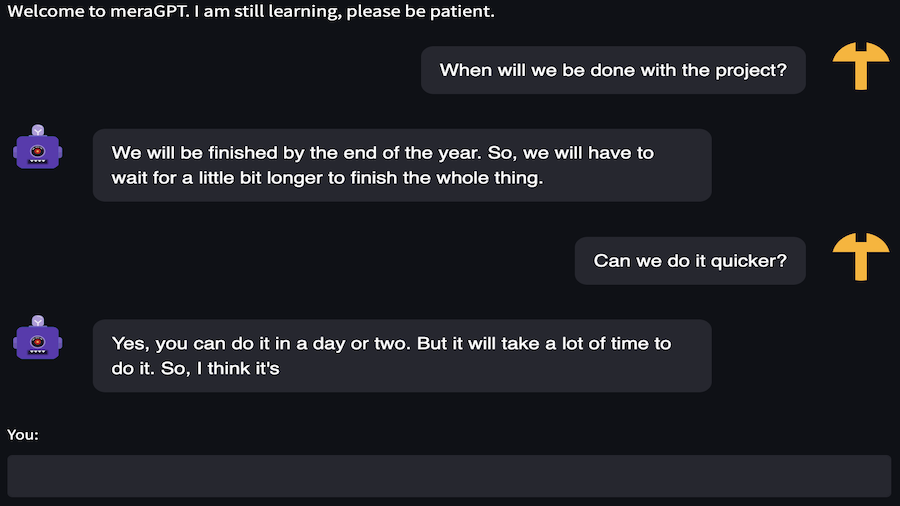 Welcome to meraGPT. I am still learning, please be patient.
When will we be done with the project?
We will be finished by the end of the year. So, we will have to
wait for a little bit longer to finish the whole thing.
Can we do it quicker?
Yes, you can do it in a day or two. But it will take a lot of time to
do it. So, I think it's
You: